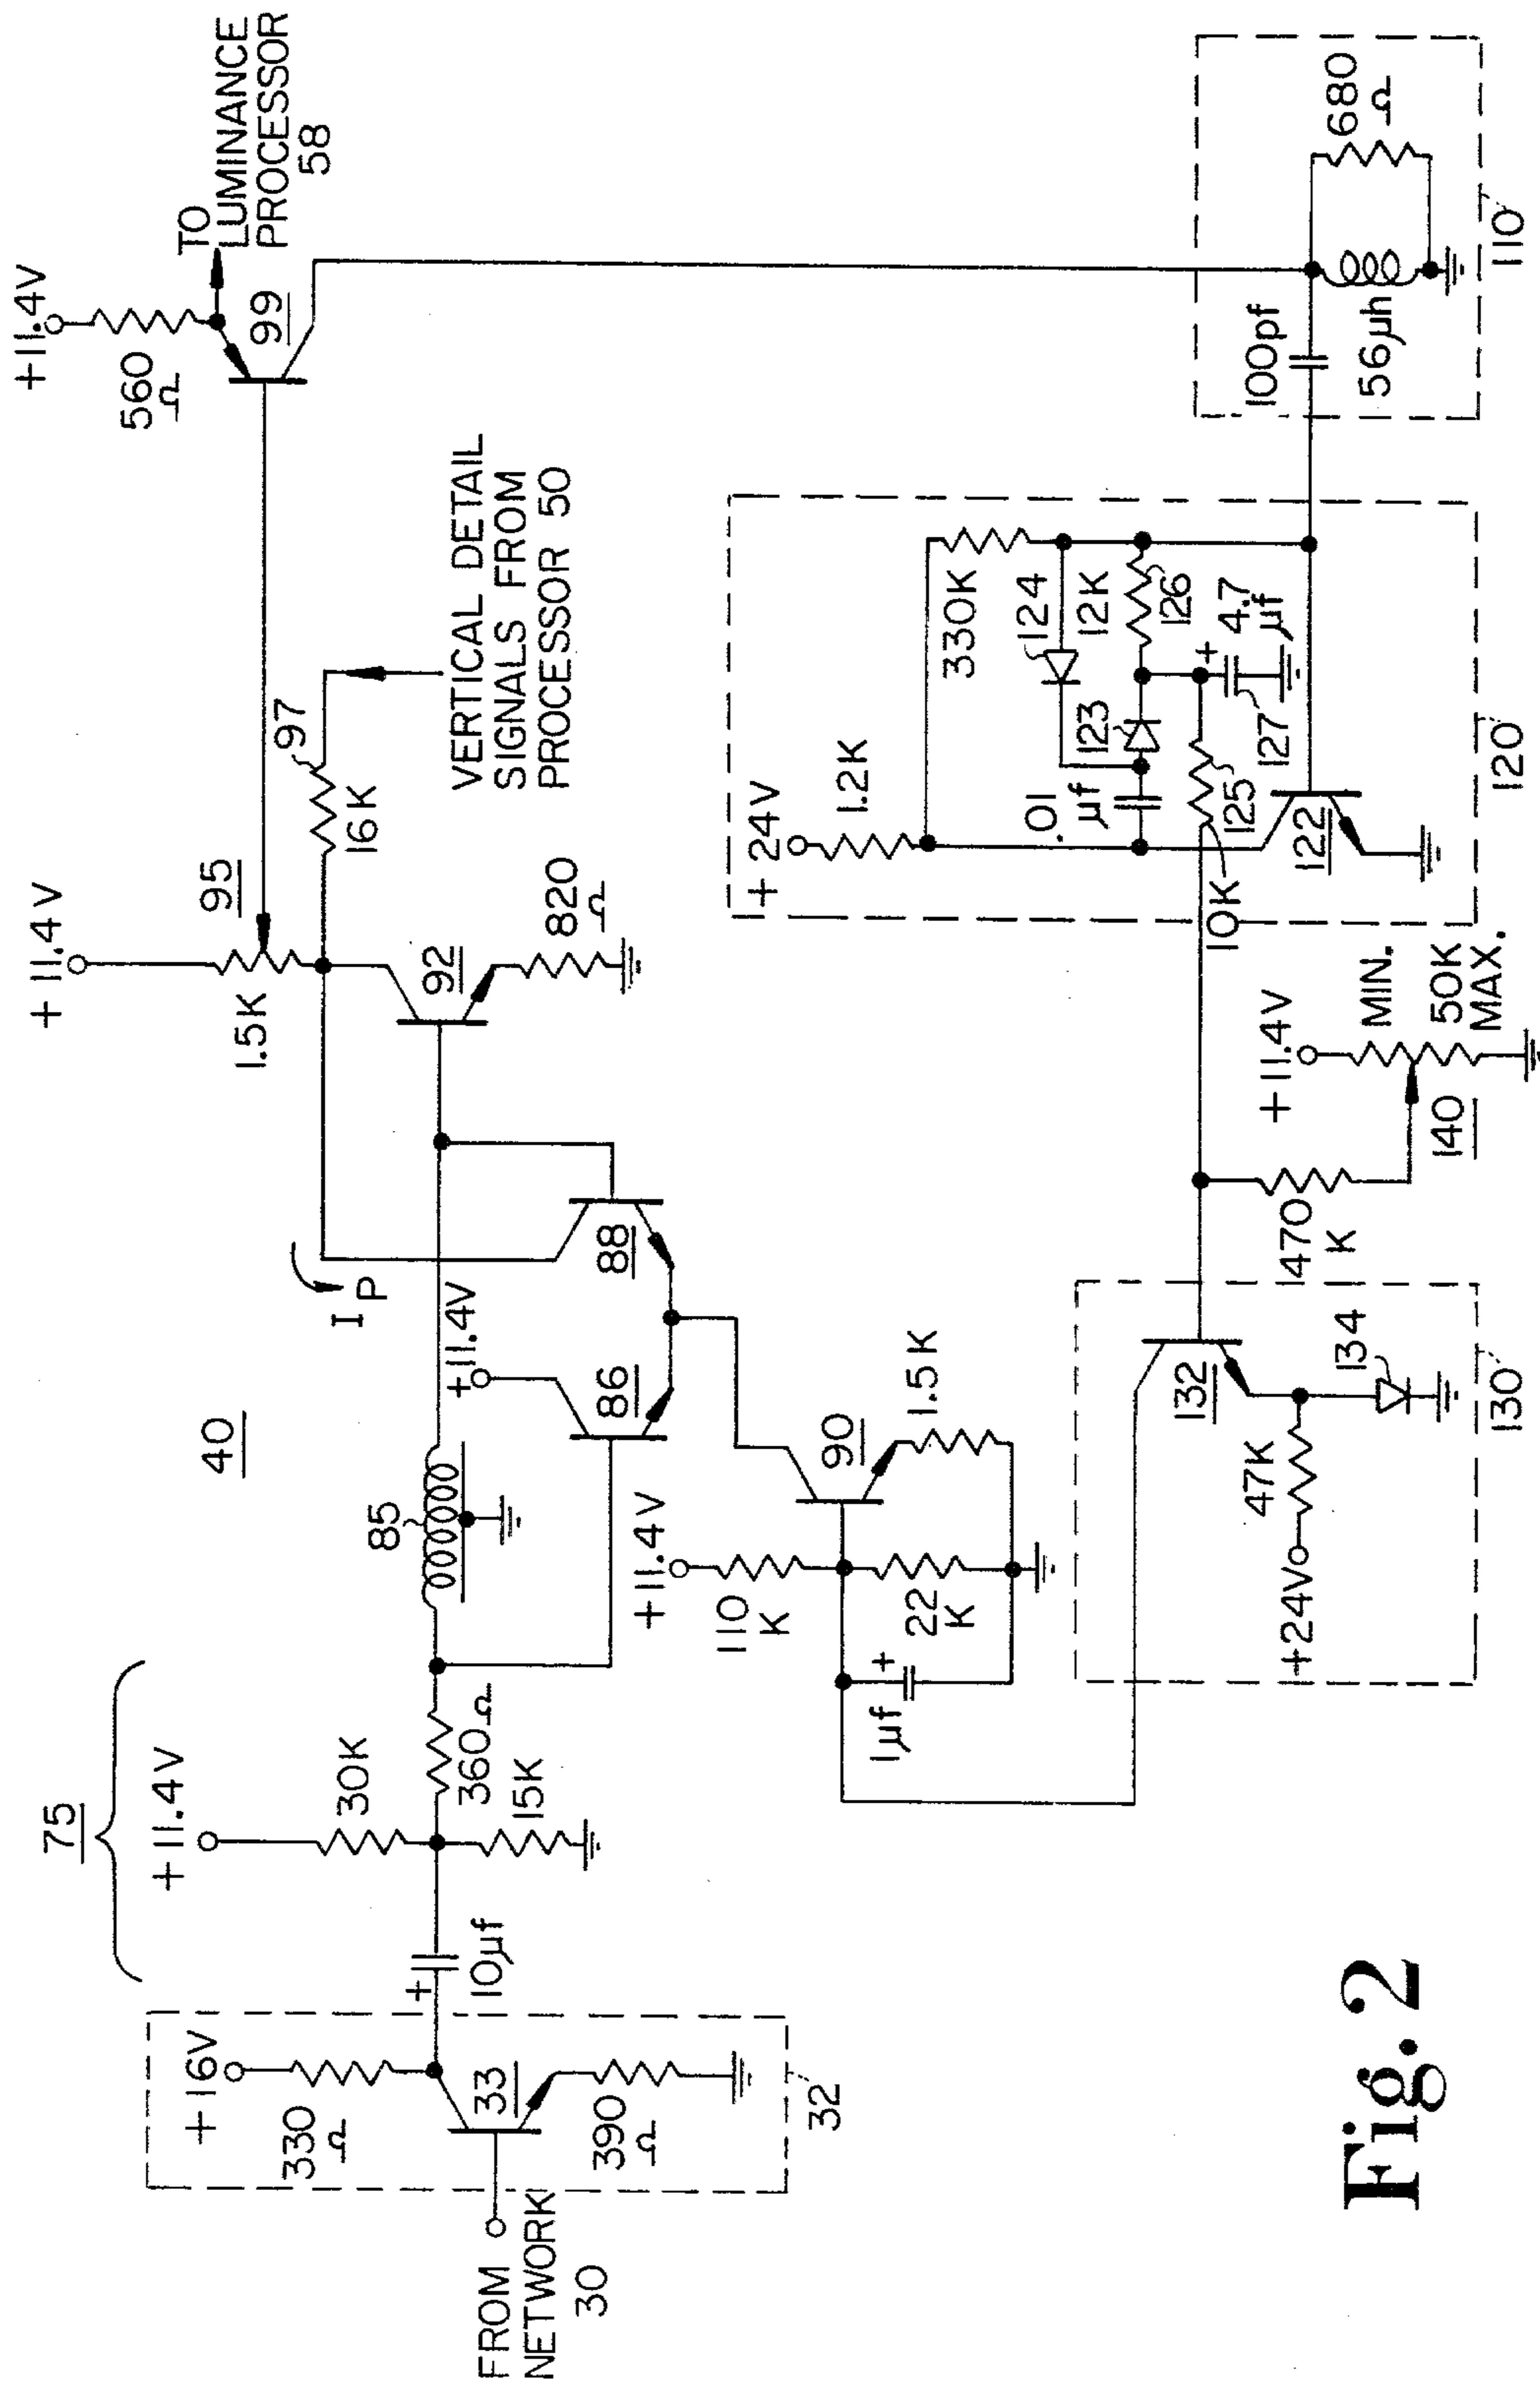 75
+11.4V
30K
360Ω
15K
10µf
+
+16V
330
Ω
33
390
Ω
32
FROM
NETWORK
30
40
85
+11.4V
86
88
I
P
+11.4V
110
K
22
K
1µf
+
90
1.5K
+11.4V
1.5K
95
92
820
Ω
97
16K
VERTICAL DETAIL
SIGNALS FROM
PROCESSOR 50
+11.4V
560
Ω
99
TO
LUMINANCE
PROCESSOR
58
+24V
1.2K
330K
124
12K
126
123
.01
µf
125
10K
127
+
4.7
µf
122
120
100pf
56µh
680
Ω
110
+11.4V
MIN.
50K
MAX.
140
470
K
132
134
47K
+24V
130
Fig. 2